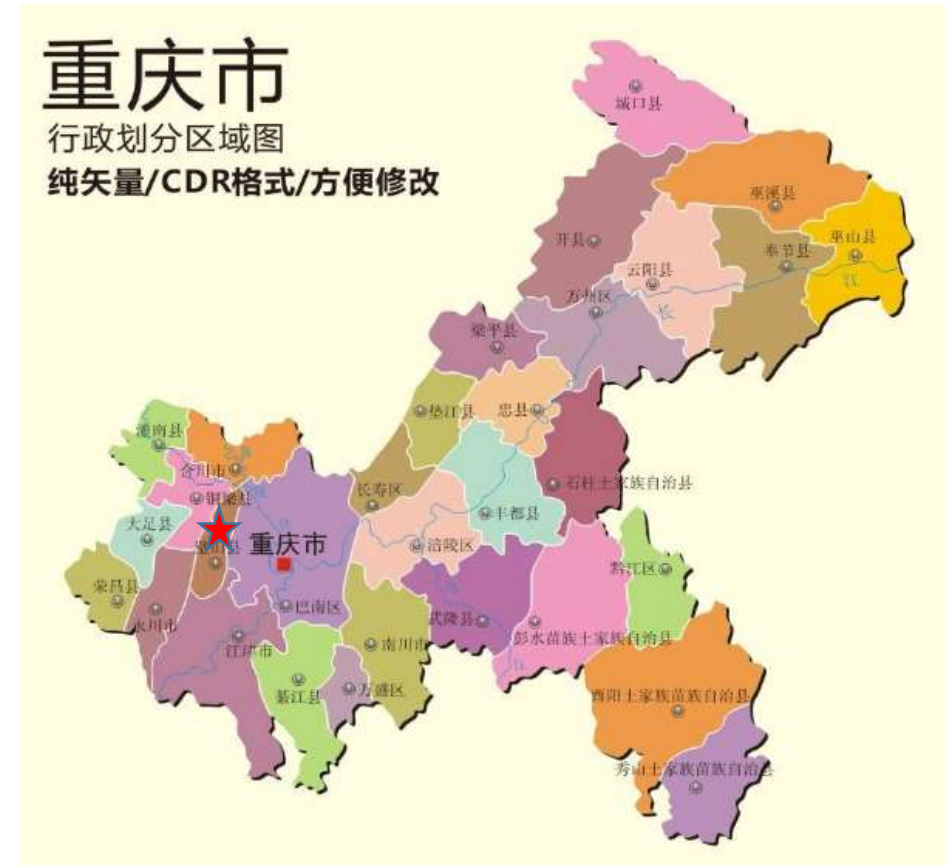 重庆市
行政划分区域图
纯矢量/CDR格式/方便修改
城口县
巫溪县
开县
奉节县
巫山县
云阳县
江
万州区
长
梁平县
垫江县
忠县
潼南县
合川市
石柱土家族自治县
长寿区
铜梁县
丰都县
大足县
重庆市
涪陵区
黔江区
荣昌县
巴南区
永川市
武隆县
彭水苗族土家族自治县
江津市
南川市
万盛区
綦江县
酉阳土家族苗族自治县
秀山土家族苗族自治县